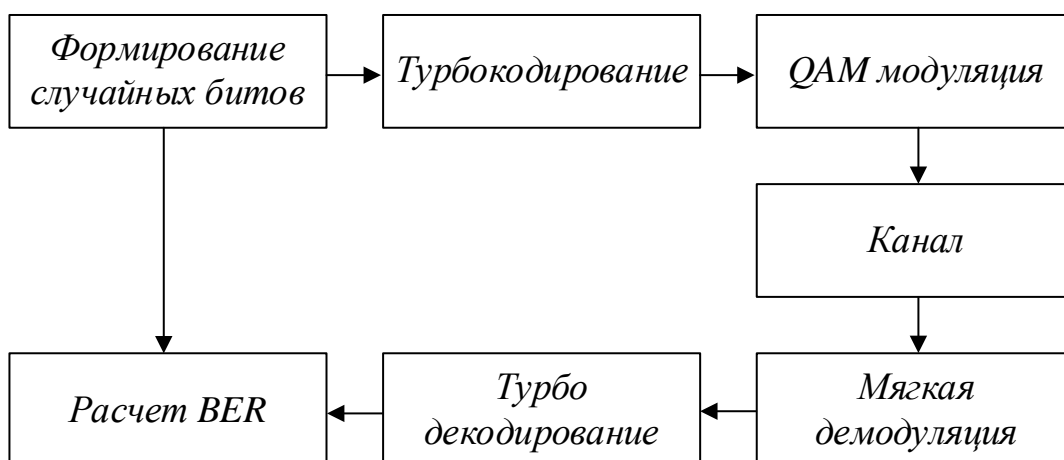 Формирование
случайных битов
Турбокодирование
QAM модуляция
Канал
Расчет BER
Турбо
декодирование
Мягкая
демодуляция